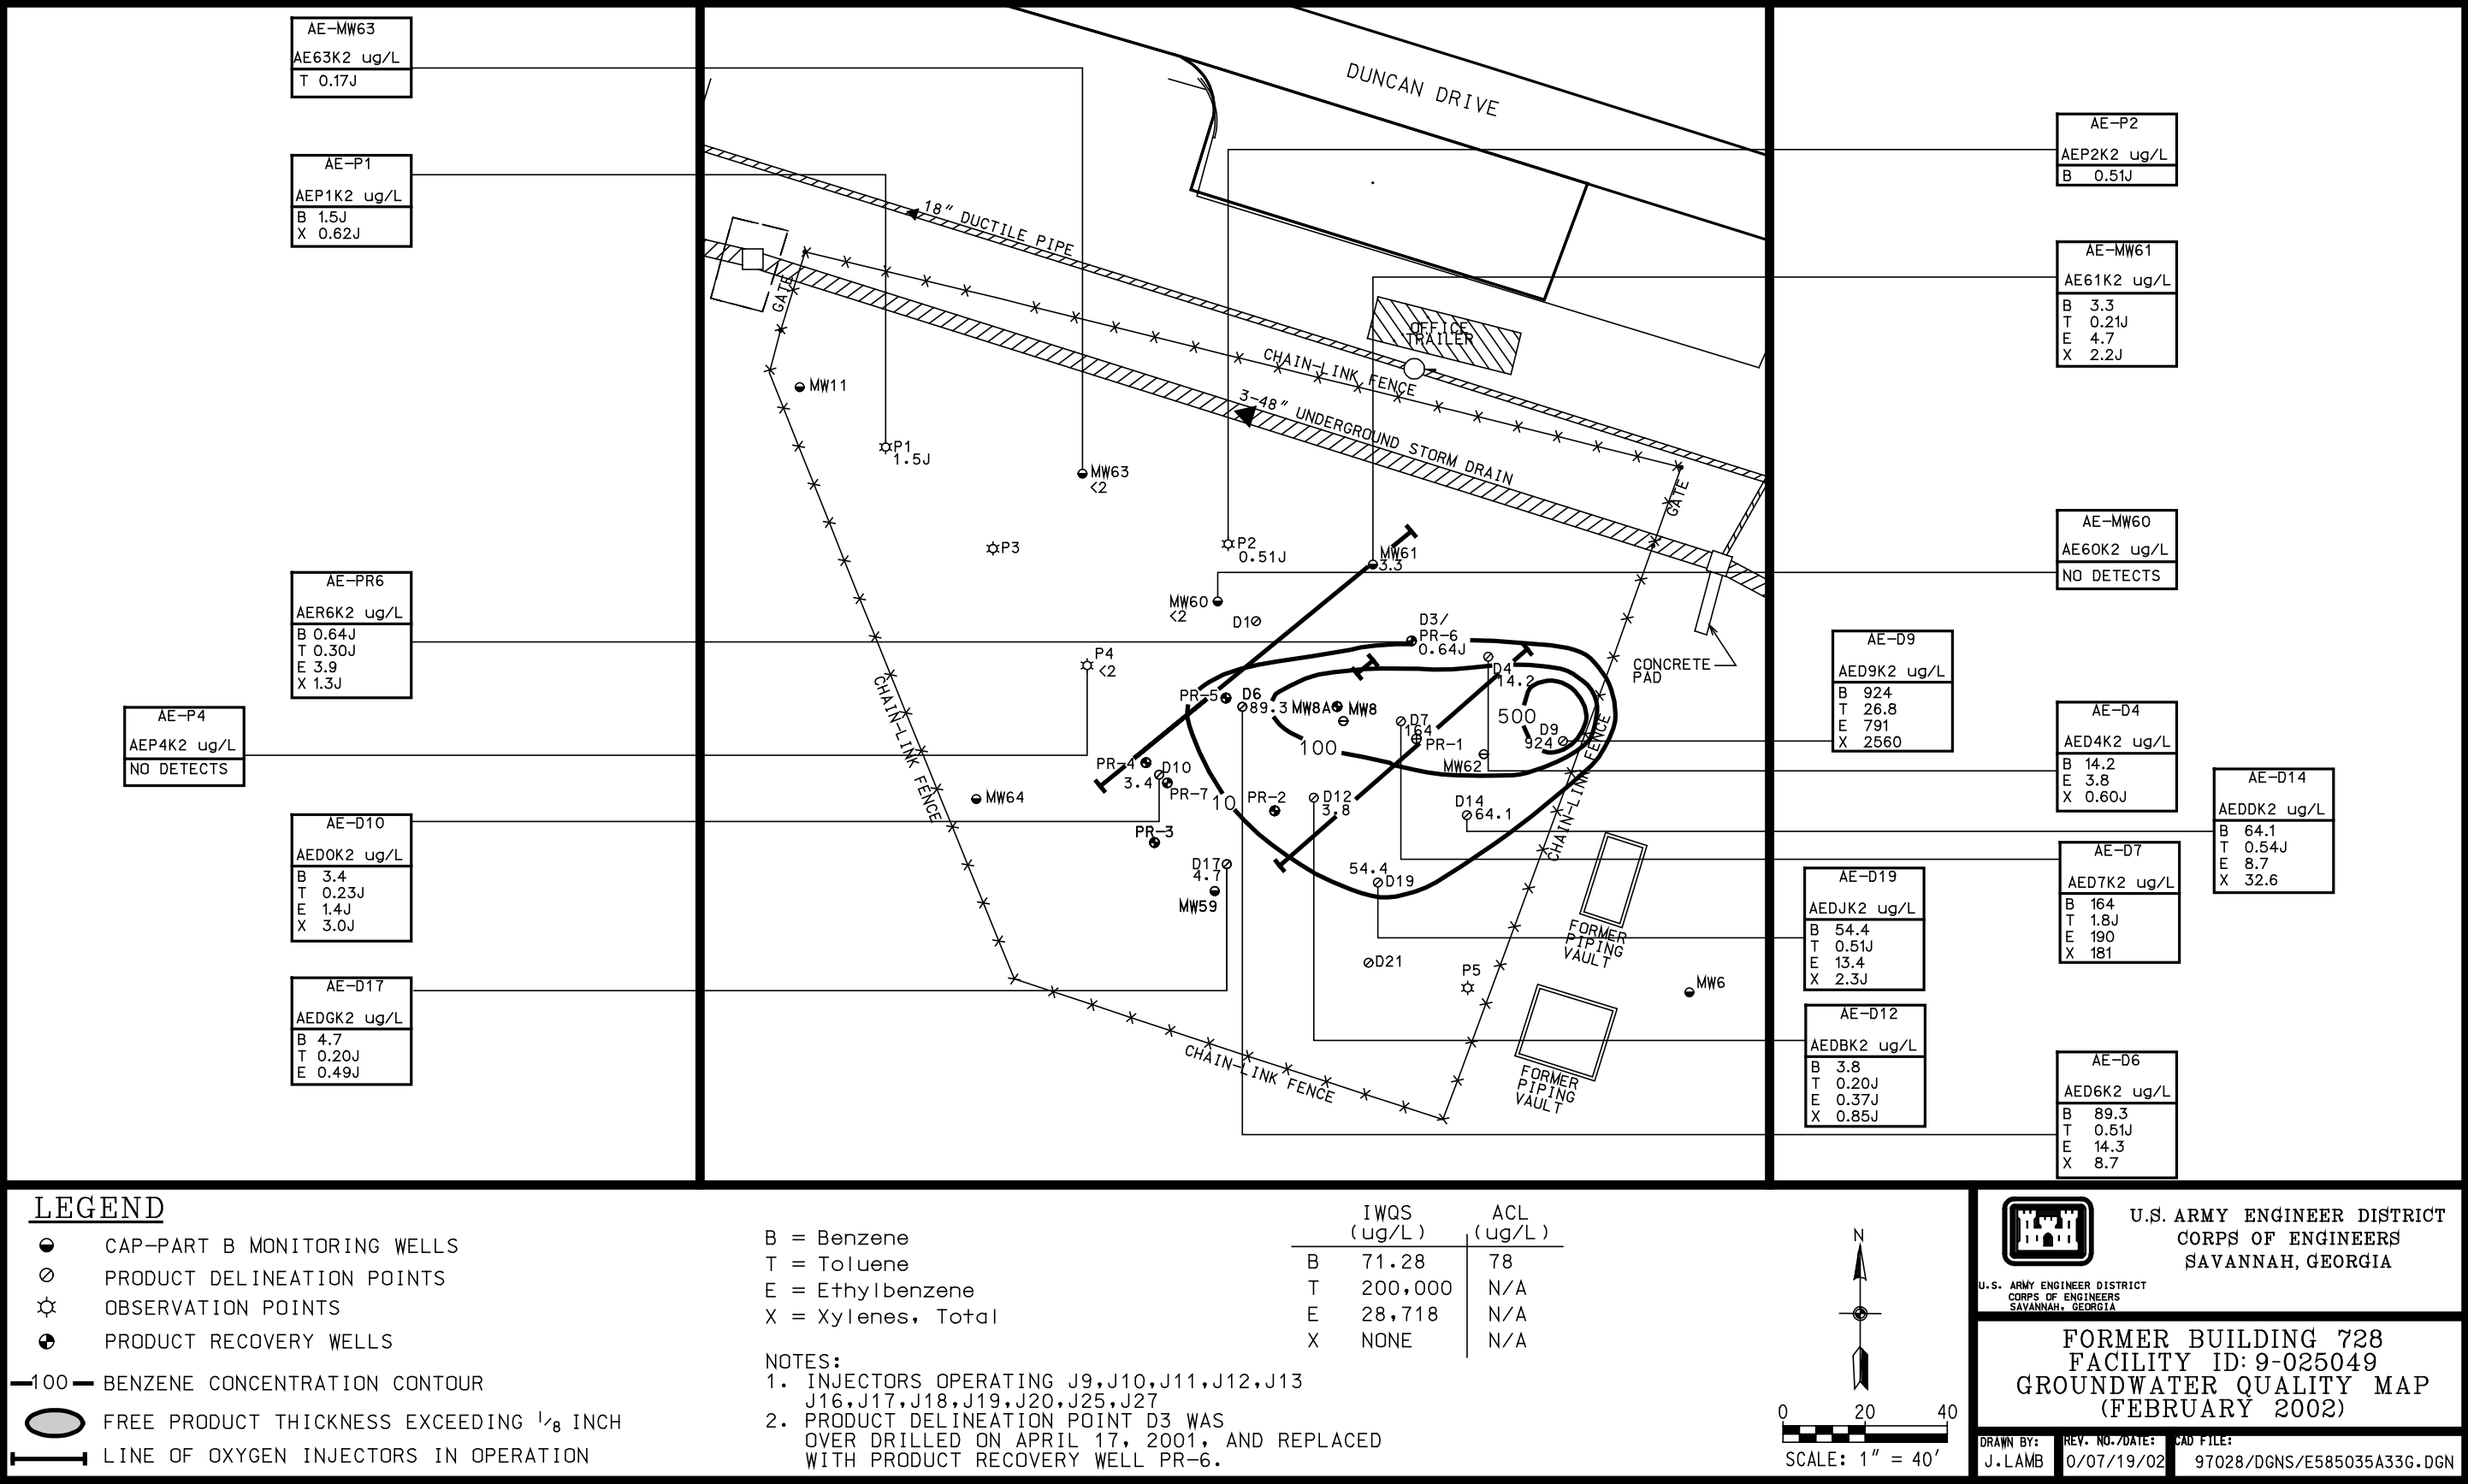 AE-MW63
AE63K2 ug/L
T 0.17J
AE-P1
AEP1K2 ug/L
B 1.5J
X 0.62J
AE-PR6
AER6K2 ug/L
B 0.64J
T 0.30J
E 3.9
X 1.3J
AE-P4
AEP4K2 ug/L
NO DETECTS
AE-D10
AED0K2 ug/L
B 3.4
T 0.23J
E 1.4J
X 3.0J
AE-D17
AEDGK2 ug/L
B 4.7
T 0.20J
E 0.49J
DUNCAN DRIVE
18" DUCTILE PIPE
GATE
OFFICE
TRAILER
CHAIN-LINK FENCE
3-48" UNDERGROUND STORM DRAIN
GATE
MW11
P1
1.5J
MW63
<2
P3
P2
0.51J
MW61
3.3
MW60
<2
D1
D3/
PR-6
0.64J
P4
<2
D4
14.2
CONCRETE
PAD
PR-5
D6
89.3
MW8A
MW8
D7
164
PR-1
500
D9
924
100
MW62
CHAIN-LINK FENCE
CHAIN-LINK FENCE
PR-4
D10
3.4
PR-7
MW64
10
PR-2
D12
3.8
D14
64.1
PR-3
D17
4.7
MW59
54.4
D19
D21
P5
MW6
FORMER
PIPING
VAULT
FORMER
PIPING
VAULT
CHAIN-LINK FENCE
AE-P2
AEP2K2 ug/L
B 0.51J
AE-MW61
AE61K2 ug/L
B 3.3
T 0.21J
E 4.7
X 2.2J
AE-MW60
AE60K2 ug/L
NO DETECTS
AE-D9
AED9K2 ug/L
B 924
T 26.8
E 791
X 2560
AE-D4
AED4K2 ug/L
B 14.2
E 3.8
X 0.60J
AE-D14
AEDDK2 ug/L
B 64.1
T 0.54J
E 8.7
X 32.6
AE-D7
AED7K2 ug/L
B 164
T 1.8J
E 190
X 181
AE-D19
AEDJK2 ug/L
B 54.4
T 0.51J
E 13.4
X 2.3J
AE-D12
AEDBK2 ug/L
B 3.8
T 0.20J
E 0.37J
X 0.85J
AE-D6
AED6K2 ug/L
B 89.3
T 0.51J
E 14.3
X 8.7
LEGEND
CAP-PART B MONITORING WELLS
PRODUCT DELINEATION POINTS
OBSERVATION POINTS
PRODUCT RECOVERY WELLS
100 BENZENE CONCENTRATION CONTOUR
FREE PRODUCT THICKNESS EXCEEDING 1/8 INCH
LINE OF OXYGEN INJECTORS IN OPERATION
B = Benzene
T = Toluene
E = Ethylbenzene
X = Xylenes, Total
NOTES:
1. INJECTORS OPERATING J9,J10,J11,J12,J13
J16,J17,J18,J19,J20,J25,J27
2. PRODUCT DELINEATION POINT D3 WAS
OVER DRILLED ON APRIL 17, 2001, AND REPLACED
WITH PRODUCT RECOVERY WELL PR-6.
IWQS ACL
(ug/L) (ug/L)
B 71.28 78
T 200,000 N/A
E 28,718 N/A
X NONE N/A
N
0 20 40
SCALE: 1" = 40'
U.S. ARMY ENGINEER DISTRICT
CORPS OF ENGINEERS
SAVANNAH, GEORGIA
U.S. ARMY ENGINEER DISTRICT
CORPS OF ENGINEERS
SAVANNAH, GEORGIA
FORMER BUILDING 728
FACILITY ID: 9-025049
GROUNDWATER QUALITY MAP
(FEBRUARY 2002)
DRAWN BY:
J.LAMB
REV. NO./DATE:
0/07/19/02
CAD FILE:
97028/DGNS/E585035A33G.DGN